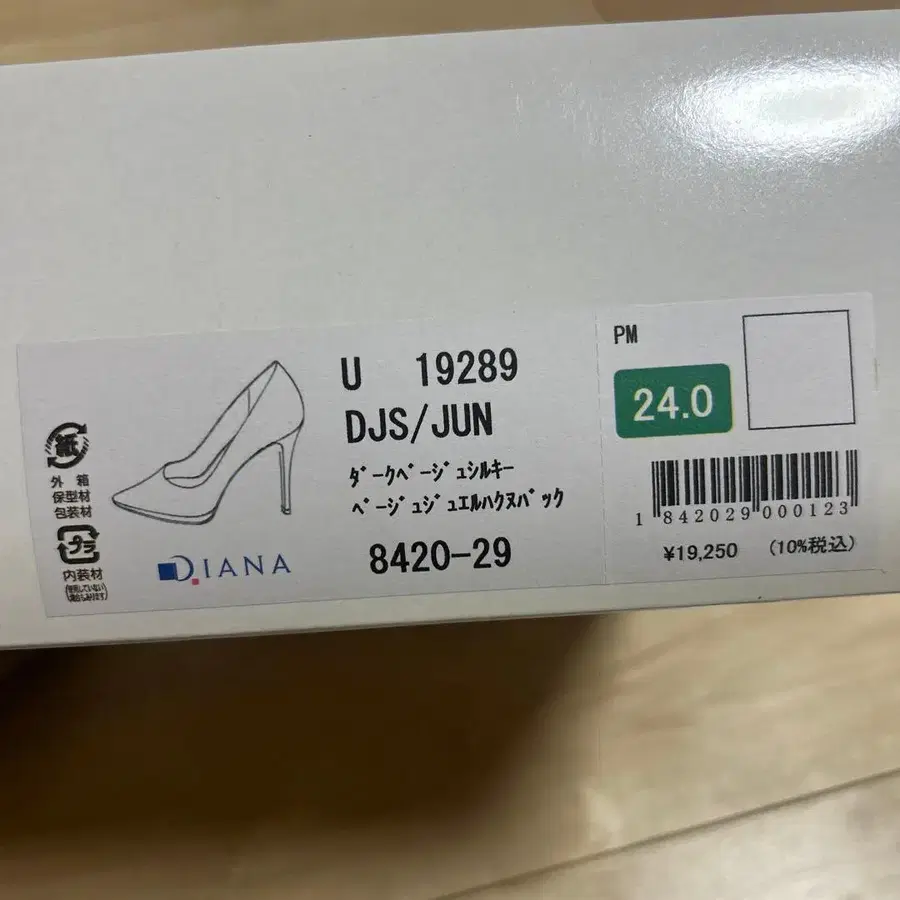 紙
外 箱
保型材
包装材
プラ
内装材
DIANA
U 19289
DJS/JUN
ﾀﾞｰｸﾍﾞｰｼﾞｭｼﾙｷｰ
ﾍﾞｰｼﾞｭｼﾞｭｴﾙﾊｸﾇﾊﾞｯｸ
8420-29
PM
24.0
1 842029 000123
¥19,250 (10%税込)